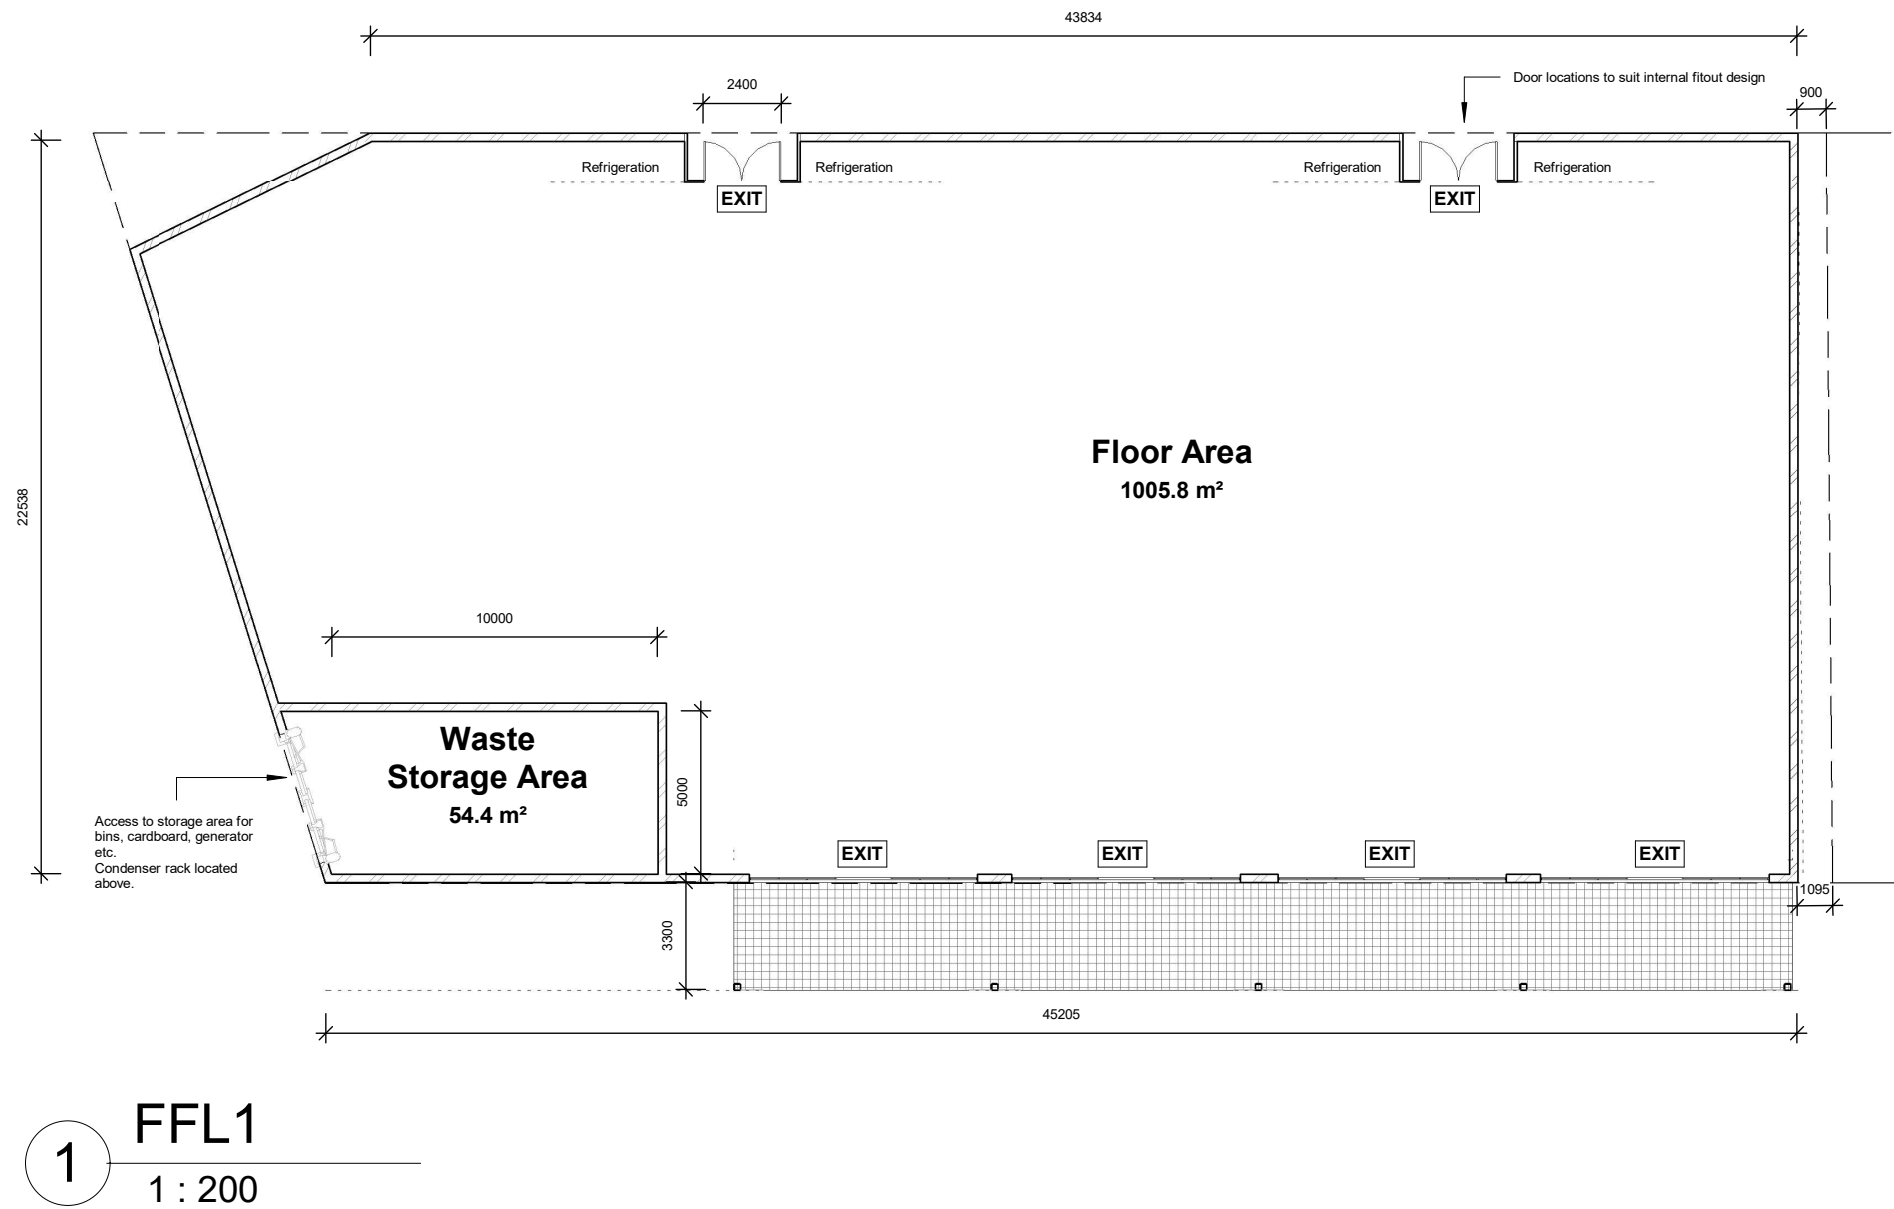 43834
2400
Door locations to suit internal fitout design
900
Refrigeration
Refrigeration
Refrigeration
Refrigeration
EXIT
EXIT
Floor Area
1005.8 m²
22538
10000
Waste
Storage Area
54.4 m²
5000
Access to storage area for
bins, cardboard, generator
etc.
Condenser rack located
above.
EXIT
EXIT
EXIT
EXIT
1095
3300
45205
FFL1
1
1 : 200